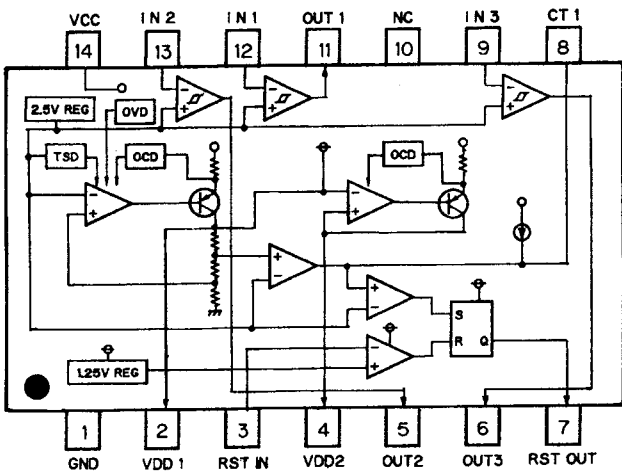 VCC IN 2 IN 1 OUT 1 NC IN 3 CT 1
14 13 12 11 10 9 8
2.5V REG OVD
TSD OCD OCD
- + - + - +
- + - +
+ -
+ -
S
- +
R Q
1.25V REG
1 2 3 4 5 6 7
GND VDD 1 RST IN VDD2 OUT2 OUT3 RST OUT